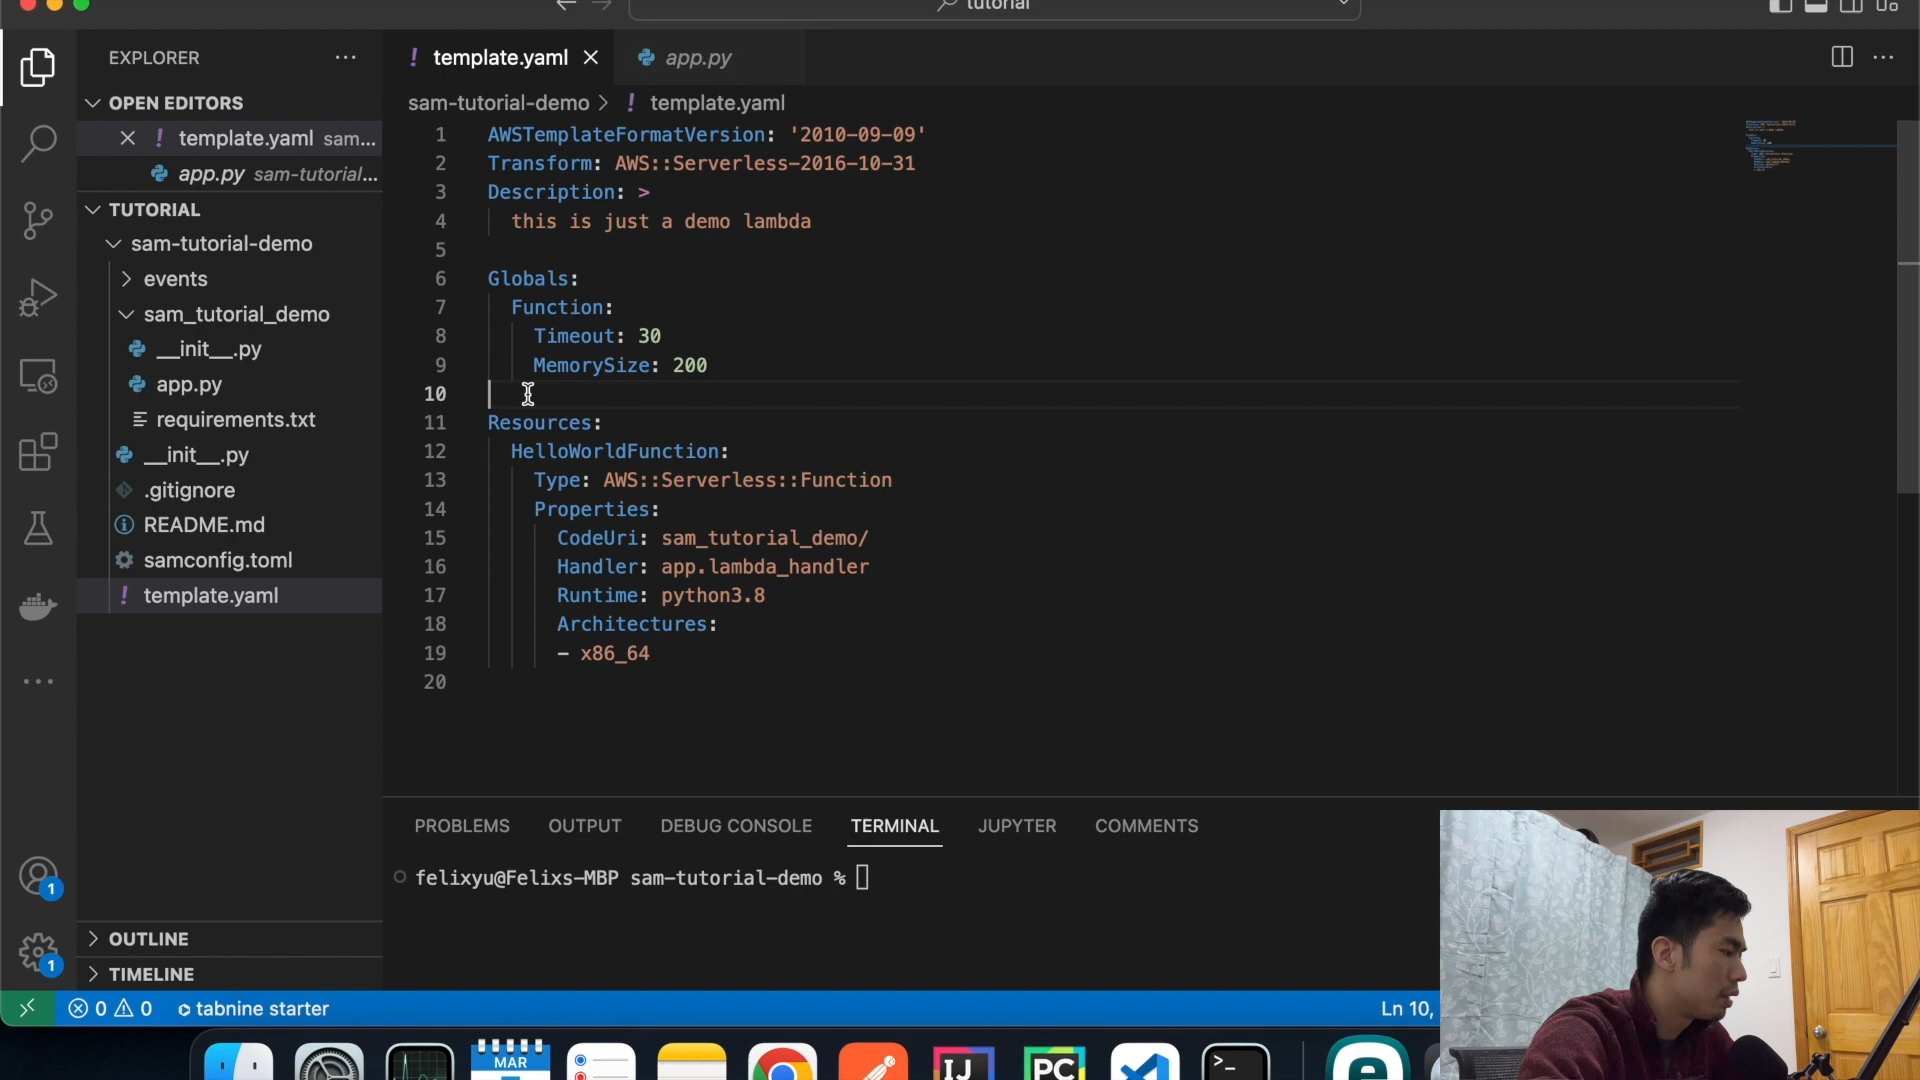 tutorial
EXPLORER
template.yaml
app.py
OPEN EDITORS
template.yaml sam...
app.py sam-tutorial...
TUTORIAL
sam-tutorial-demo
events
sam_tutorial_demo
__init__.py
app.py
requirements.txt
__init__.py
.gitignore
README.md
samconfig.toml
template.yaml
OUTLINE
TIMELINE
sam-tutorial-demo > ! template.yaml
1 AWSTemplateFormatVersion: '2010-09-09'
2 Transform: AWS::Serverless-2016-10-31
3 Description: >
4 this is just a demo lambda
5
6 Globals:
7 Function:
8 Timeout: 30
9 MemorySize: 200
10
11 Resources:
12 HelloWorldFunction:
13 Type: AWS::Serverless::Function
14 Properties:
15 CodeUri: sam_tutorial_demo/
16 Handler: app.lambda_handler
17 Runtime: python3.8
18 Architectures:
19 - x86_64
20
PROBLEMS OUTPUT DEBUG CONSOLE TERMINAL JUPYTER COMMENTS
felixyu@Felixs-MBP sam-tutorial-demo %
1
1
0 0 tabnine starter
Ln 10,
MAR
IJ
PC
>_